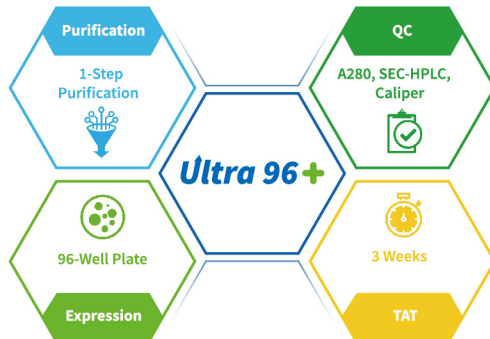 Purification
1-Step
Purification
QC
A280, SEC-HPLC,
Caliper
Ultra 96+
96-Well Plate
Expression
3 Weeks
TAT